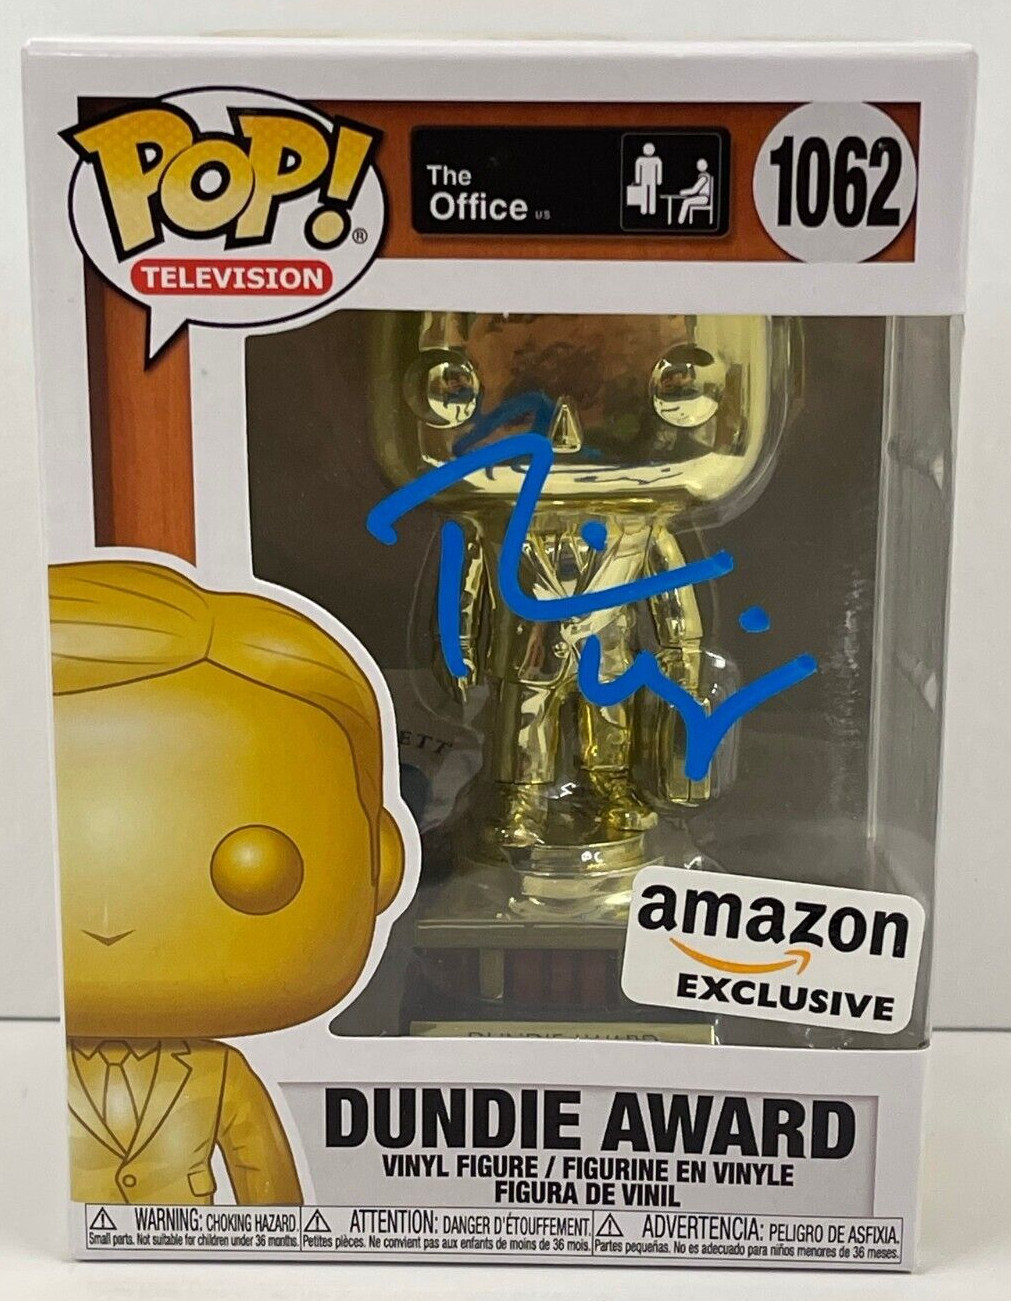 POP!®
TELEVISION
The
Office US
1062
ETT
amazon
EXCLUSIVE
DUNDIE AWARD
DUNDIE AWARD
VINYL FIGURE / FIGURINE EN VINYLE
FIGURA DE VINIL
WARNING: CHOKING HAZARD.
Small parts. Not suitable for children under 36 months.
ATTENTION: DANGER D'ÉTOUFFEMENT.
Petites pièces. Ne convient pas aux enfants de moins de 36 mois.
ADVERTENCIA: PELIGRO DE ASFIXIA.
Partes pequeñas. No es adecuado para niños menores de 36 meses.